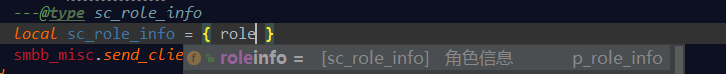 ---@type sc_role_info
local sc_role_info = { role }
smbb_misc.send_clie
f roleinfo = [sc_role_info] 角色信息 p_role_info